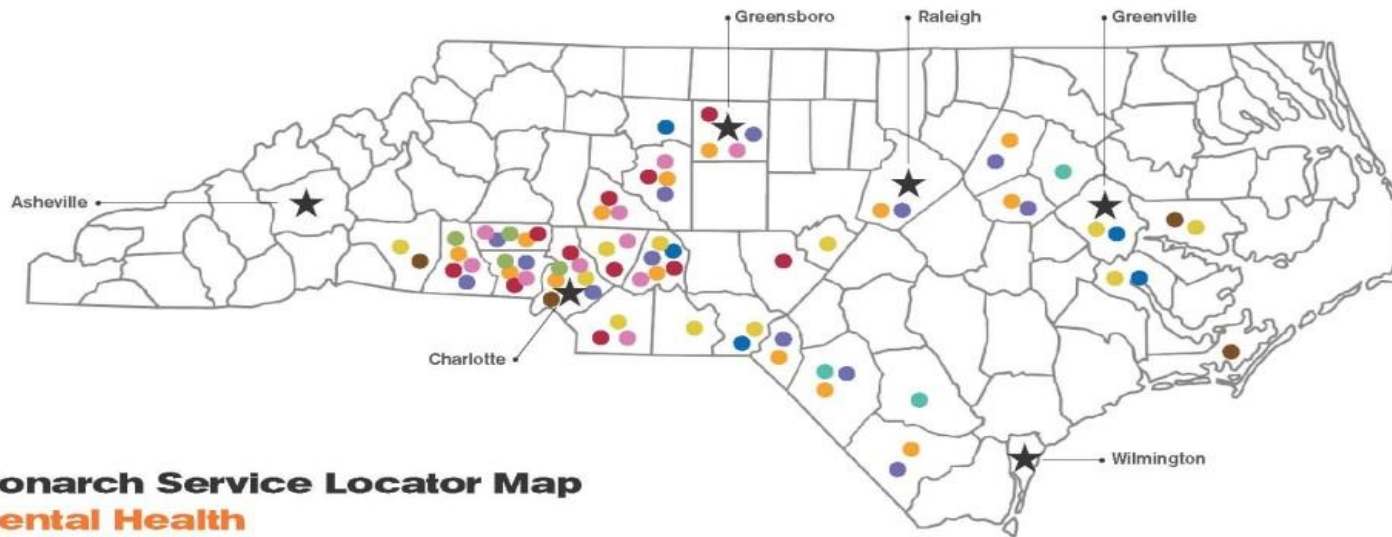 Greensboro
Raleigh
Greenville
Asheville
Charlotte
Wilmington
onarch Service Locator Map
ental Health